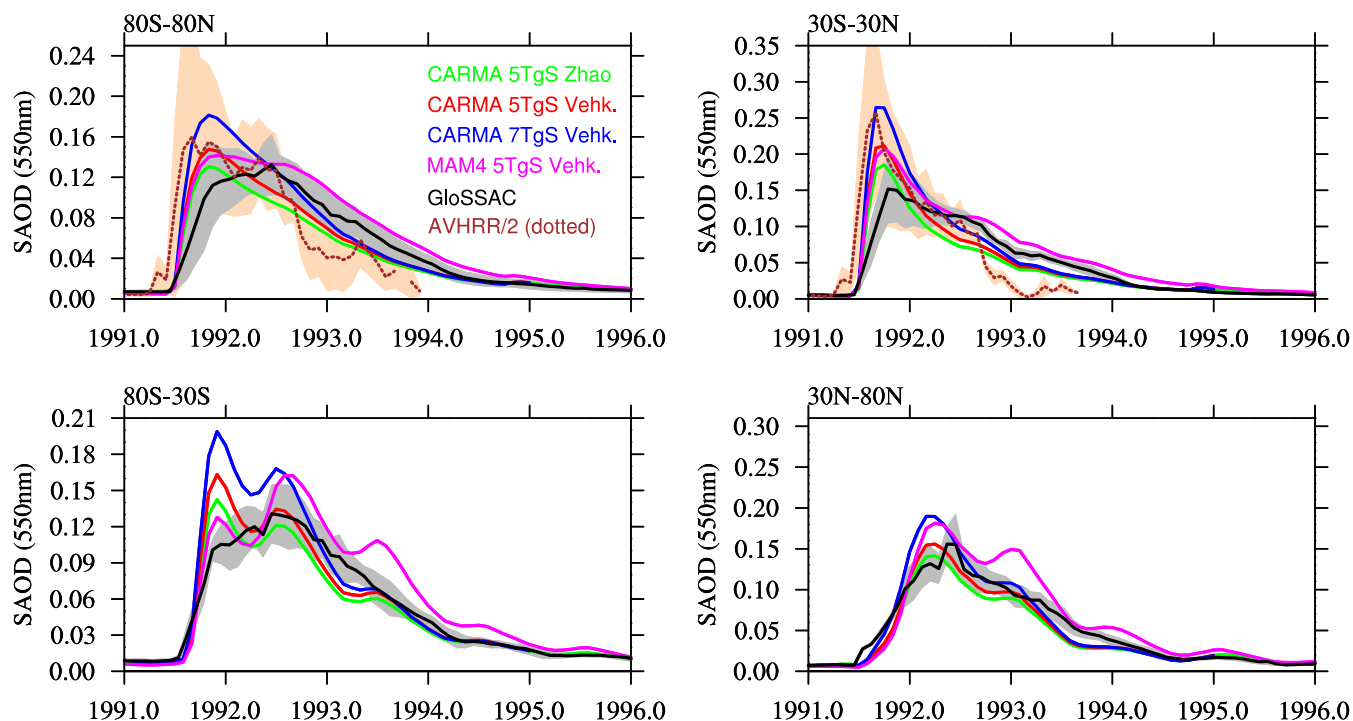 80S-80N
0.24
0.20
0.16
0.12
0.08
0.04
0.00
SAOD (550nm)
CARMA 5TgS Zhao
CARMA 5TgS Vehk.
CARMA 7TgS Vehk.
MAM4 5TgS Vehk.
GloSSAC
AVHRR/2 (dotted)
1991.0 1992.0 1993.0 1994.0 1995.0 1996.0
30S-30N
0.35
0.30
0.25
0.20
0.15
0.10
0.05
0.00
SAOD (550nm)
1991.0 1992.0 1993.0 1994.0 1995.0 1996.0
80S-30S
0.21
0.18
0.15
0.12
0.09
0.06
0.03
0.00
SAOD (550nm)
1991.0 1992.0 1993.0 1994.0 1995.0 1996.0
30N-80N
0.30
0.25
0.20
0.15
0.10
0.05
0.00
SAOD (550nm)
1991.0 1992.0 1993.0 1994.0 1995.0 1996.0